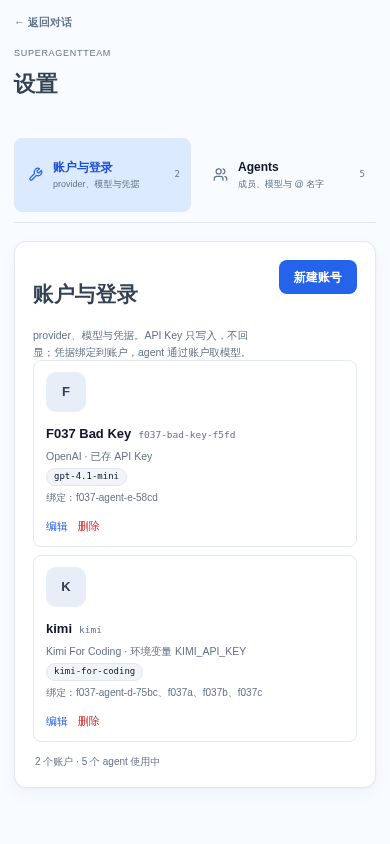 ← 返回对话
SUPERAGENTTEAM
设置
账户与登录
provider、模型与凭据
2
Agents
成员、模型与 @ 名字
5
账户与登录
新建账号
provider、模型与凭据。API Key 只写入，不回
显；凭据绑定到账户，agent 通过账户取模型。
F
F037 Bad Key f037-bad-key-f5fd
OpenAI · 已存 API Key
gpt-4.1-mini
绑定：f037-agent-e-58cd
编辑 删除
K
kimi kimi
Kimi For Coding · 环境变量 KIMI_API_KEY
kimi-for-coding
绑定：f037-agent-d-75bc、f037a、f037b、f037c
编辑 删除
2 个账户 · 5 个 agent 使用中